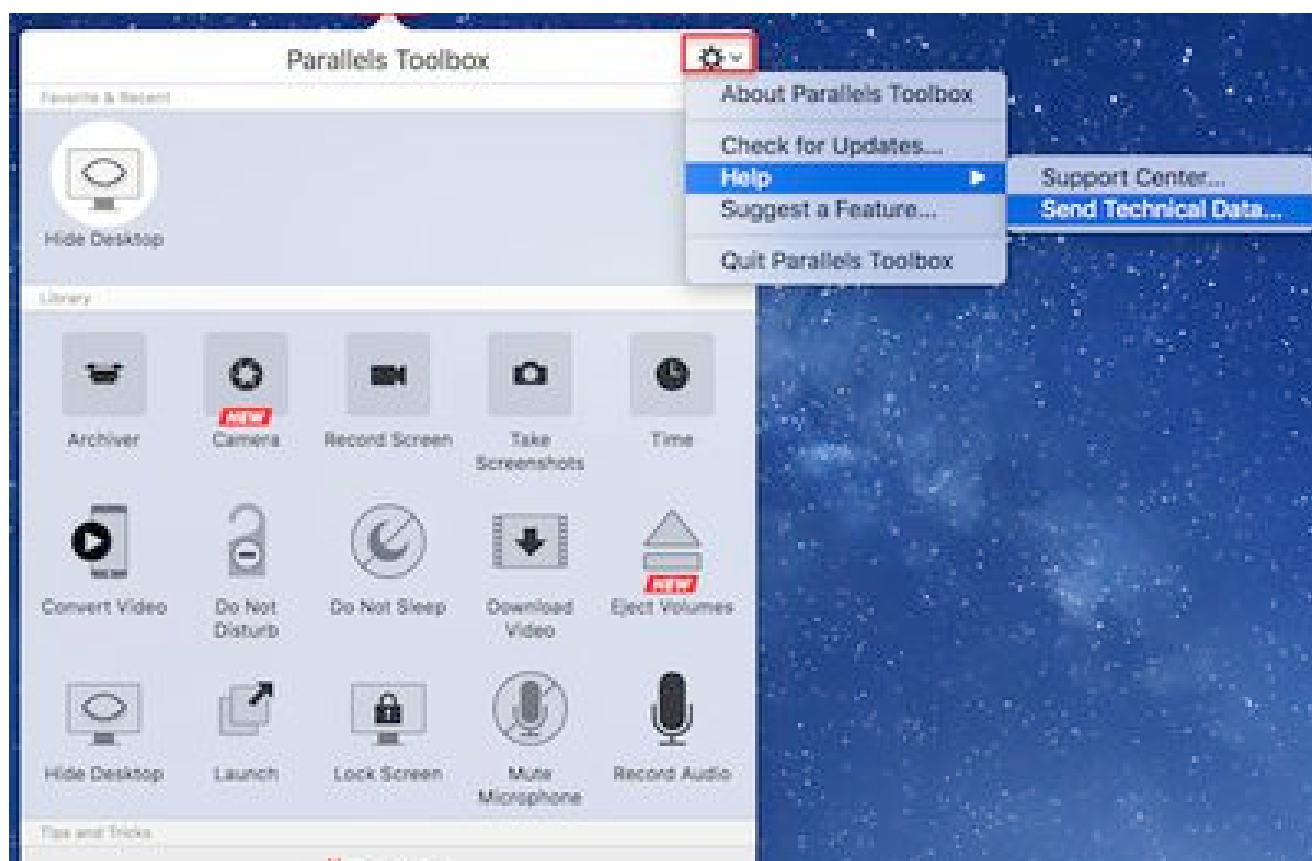 Parallels Toolbox
Favorite & Recent
Hide Desktop
About Parallels Toolbox
Check for Updates...
Help
Suggest a Feature...
Quit Parallels Toolbox
Support Center...
Send Technical Data...
Library
Archiver
NEW
Camera
Record Screen
Take
Screenshots
Time
Convert Video
Do Not
Disturb
Do Not Sleep
Download
Video
NEW
Eject Volumes
Hide Desktop
Launch
Lock Screen
Mute
Microphone
Record Audio
Tips and Tricks